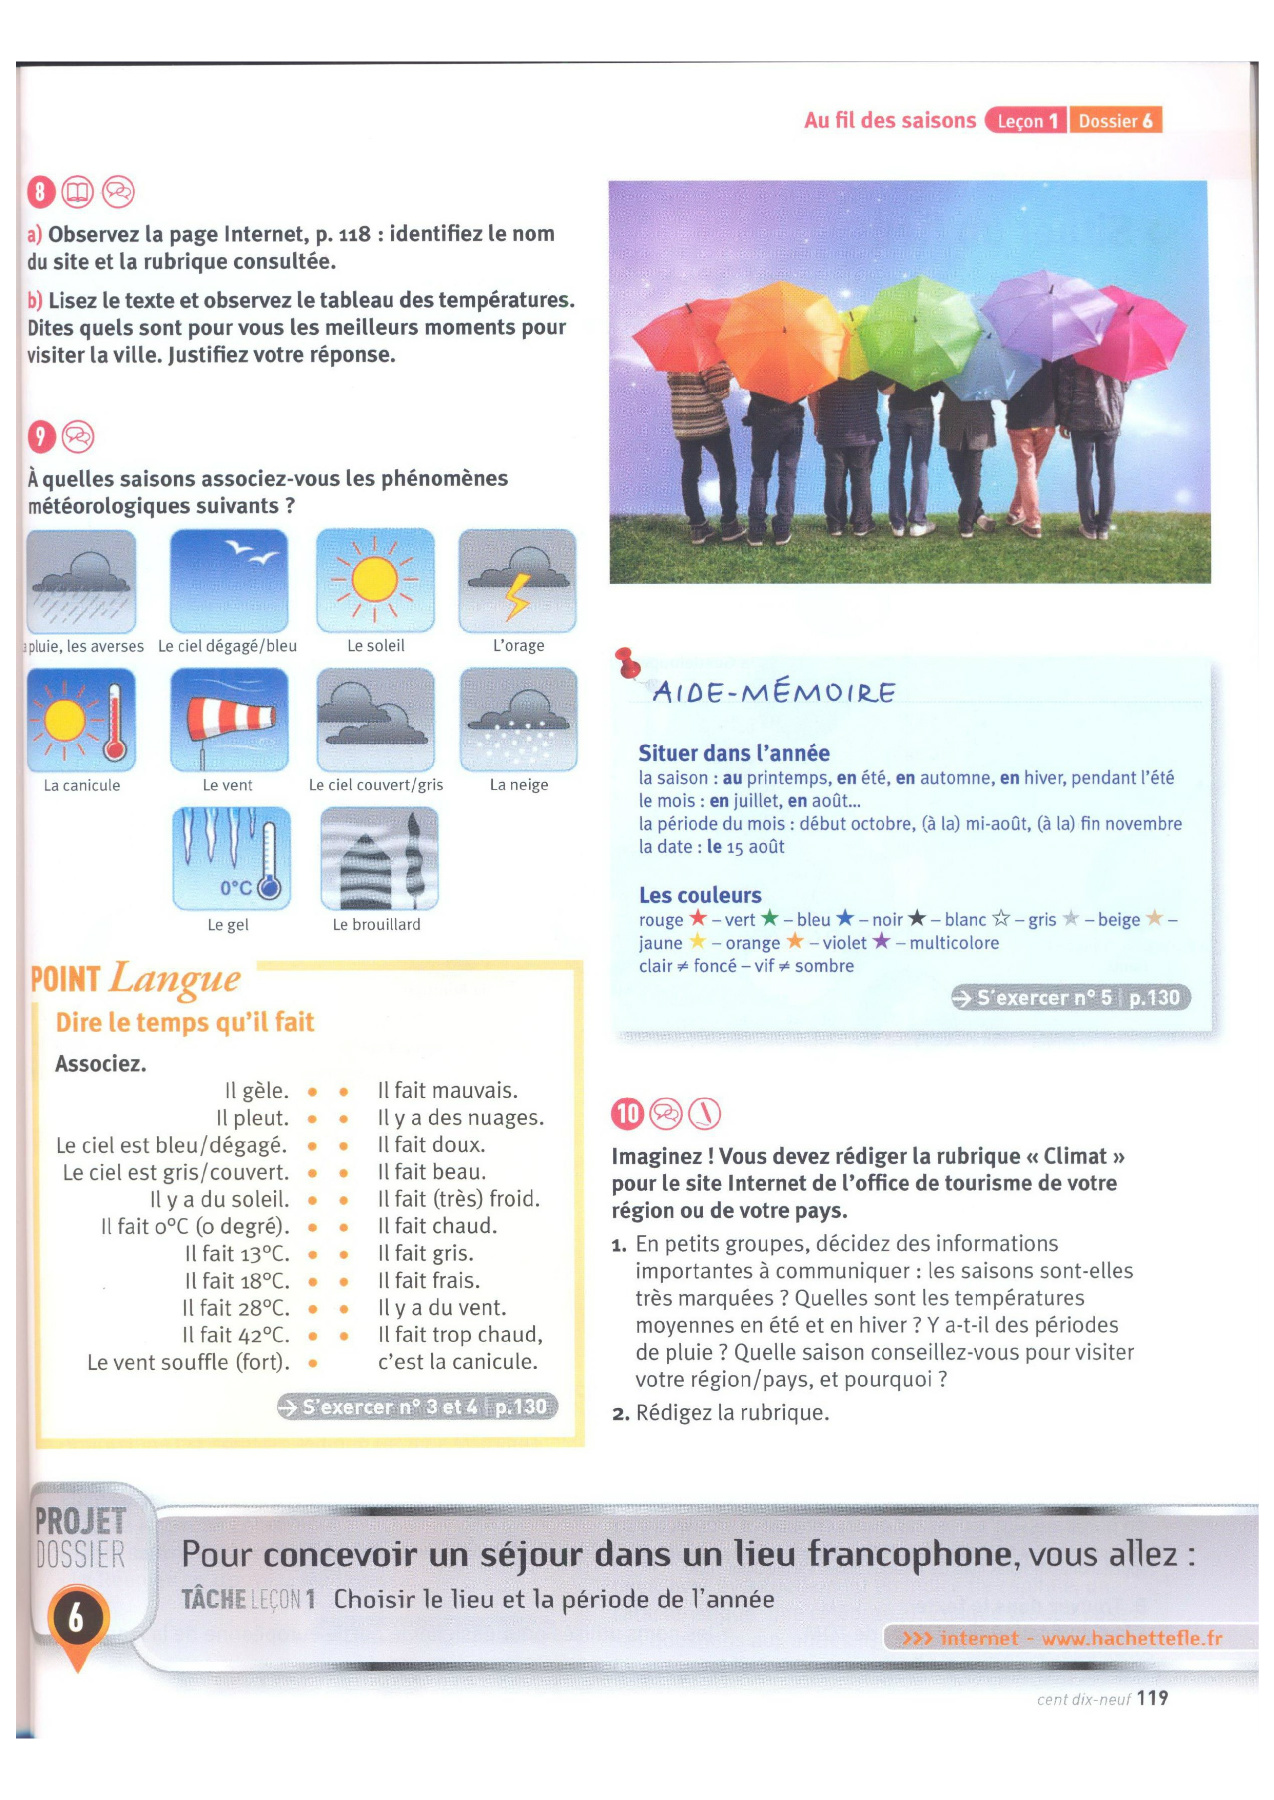 Au fil des saisons Leçon 1 Dossier 6
8
a) Observez la page Internet, p. 118 : identifiez le nom
du site et la rubrique consultée.
b) Lisez le texte et observez le tableau des températures.
Dites quels sont pour vous les meilleurs moments pour
visiter la ville. Justifiez votre réponse.
9
À quelles saisons associez-vous les phénomènes
météorologiques suivants ?
pluie, les averses Le ciel dégagé/bleu Le soleil L'orage
La canicule Le vent Le ciel couvert/gris La neige
0°C
Le gel Le brouillard
POINT Langue
Dire le temps qu'il fait
Associez.
Il gèle. • • Il fait mauvais.
Il pleut. • • Il y a des nuages.
Le ciel est bleu/dégagé. • • Il fait doux.
Le ciel est gris/couvert. • • Il fait beau.
Il y a du soleil. • • Il fait (très) froid.
Il fait 0°C (0 degré). • • Il fait chaud.
Il fait 13°C. • • Il fait gris.
Il fait 18°C. • • Il fait frais.
Il fait 28°C. • • Il y a du vent.
Il fait 42°C. • • Il fait trop chaud,
Le vent souffle (fort). • c'est la canicule.
→ S'exercer n° 3 et 4 | p.130
AIDE-MÉMOIRE
Situer dans l'année
la saison : au printemps, en été, en automne, en hiver, pendant l'été
le mois : en juillet, en août...
la période du mois : début octobre, (à la) mi-août, (à la) fin novembre
la date : le 15 août
Les couleurs
rouge ★ – vert ★ – bleu ★ – noir ★ – blanc ☆ – gris ★ – beige ★ –
jaune ★ – orange ★ – violet ★ – multicolore
clair ≠ foncé – vif ≠ sombre
→ S'exercer n° 5 | p.130
10
Imaginez ! Vous devez rédiger la rubrique « Climat »
pour le site Internet de l'office de tourisme de votre
région ou de votre pays.
1. En petits groupes, décidez des informations
importantes à communiquer : les saisons sont-elles
très marquées ? Quelles sont les températures
moyennes en été et en hiver ? Y a-t-il des périodes
de pluie ? Quelle saison conseillez-vous pour visiter
votre région/pays, et pourquoi ?
2. Rédigez la rubrique.
PROJET
DOSSIER
6
Pour concevoir un séjour dans un lieu francophone, vous allez :
TÂCHE LEÇON 1 Choisir le lieu et la période de l'année
>>> internet - www.hachettefle.fr
cent dix-neuf 119